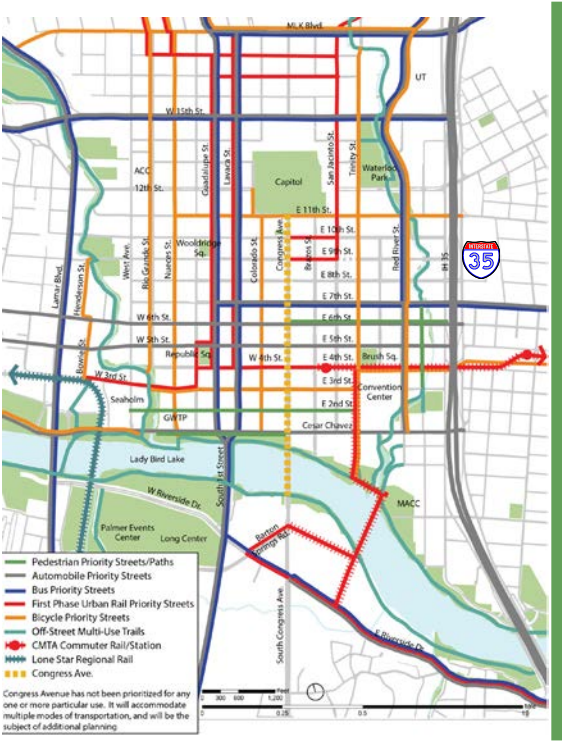 MLK Blvd.
UT
W 15th St.
Guadalupe St.
Lavaca St.
San Jacinto St.
Trinity St.
Waterloo
Park
ACC
12th St.
Capitol
E 11th St.
INTERSTATE
35
E 10th St.
E 9th St.
E 8th St.
E 7th St.
E 6th St.
E 5th St.
E 4th St.
E 3rd St.
E 2nd St.
Lamar Blvd.
Henderson St.
Bowie St.
West Ave.
Rio Grande St.
Nueces St.
Wooldridge
Sq.
Colorado St.
Congress Ave.
Brazos St.
Red River St.
IH 35
W 6th St.
W 5th St.
Republic Sq.
W 4th St.
Brush Sq.
W 3rd St.
Convention
Center
Seaholm
GWTP
Cesar Chavez
Lady Bird Lake
South 1st Street
W Riverside Dr.
MACC
Palmer Events
Center
Long Center
Barton
Springs Rd.
South Congress Ave.
E Riverside Dr.
Pedestrian Priority Streets/Paths
Automobile Priority Streets
Bus Priority Streets
First Phase Urban Rail Priority Streets
Bicycle Priority Streets
Off-Street Multi-Use Trails
CMTA Commuter Rail/Station
Lone Star Regional Rail
Congress Ave.
Congress Avenue has not been prioritized for any
one or more particular use. It will accommodate
multiple modes of transportation, and will be the
subject of additional planning.
0 300 600 1,200 Feet
0 0.25 0.5 1.0